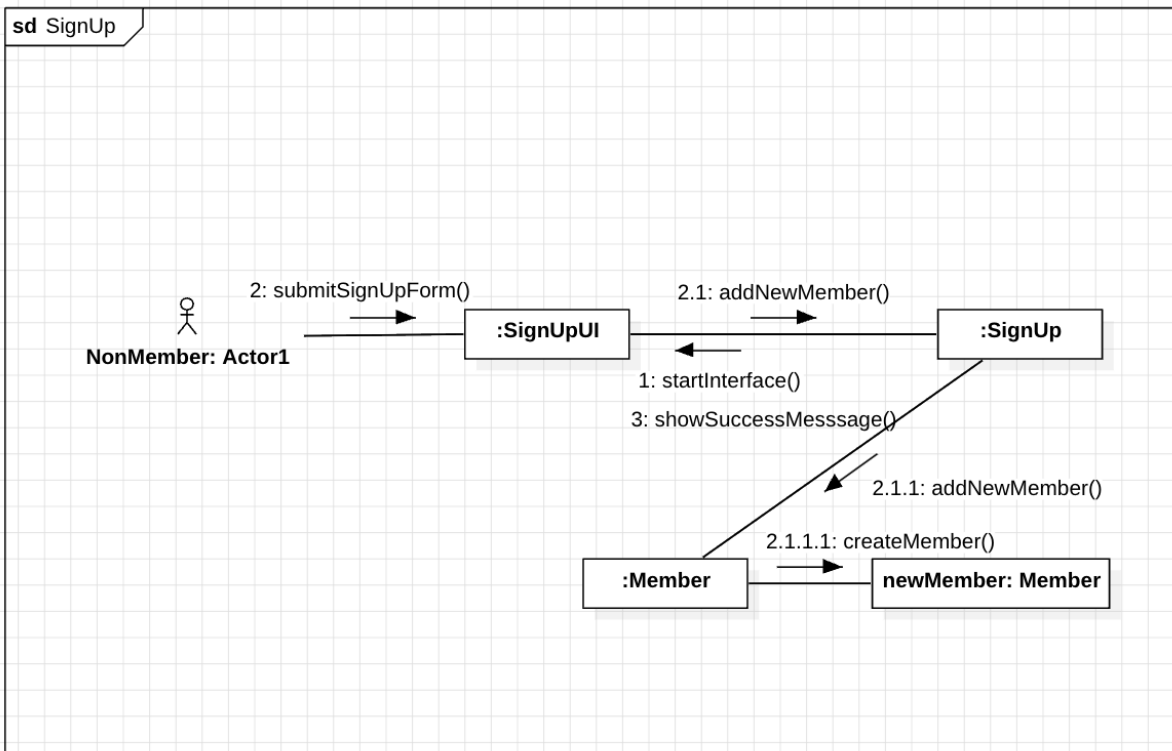 sd SignUp
2: submitSignUpForm()
2.1: addNewMember()
:SignUpUI
:SignUp
NonMember: Actor1
1: startInterface()
3: showSuccessMesssage()
2.1.1: addNewMember()
2.1.1.1: createMember()
:Member
newMember: Member